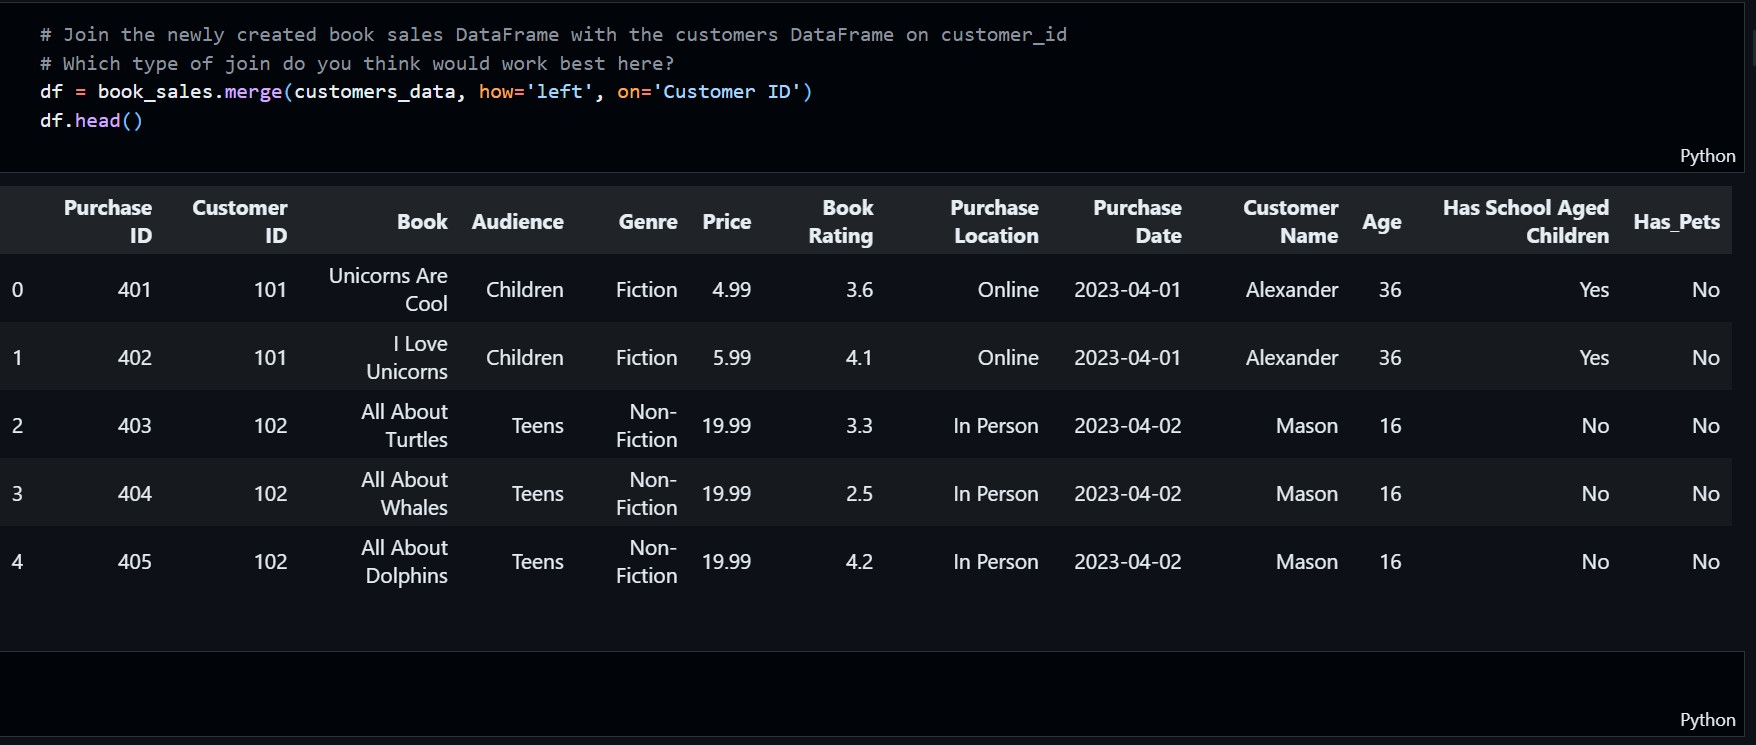 # Join the newly created book sales DataFrame with the customers DataFrame on customer_id
# Which type of join do you think would work best here?
df = book_sales.merge(customers_data, how='left', on='Customer ID')
df.head()
Python
Purchase ID Customer ID Book Audience Genre Price Book Rating Purchase Location Purchase Date Customer Name Age Has School Aged Children Has_Pets
0 401 101 Unicorns Are Cool Children Fiction 4.99 3.6 Online 2023-04-01 Alexander 36 Yes No
1 402 101 I Love Unicorns Children Fiction 5.99 4.1 Online 2023-04-01 Alexander 36 Yes No
2 403 102 All About Turtles Teens Non-Fiction 19.99 3.3 In Person 2023-04-02 Mason 16 No No
3 404 102 All About Whales Teens Non-Fiction 19.99 2.5 In Person 2023-04-02 Mason 16 No No
4 405 102 All About Dolphins Teens Non-Fiction 19.99 4.2 In Person 2023-04-02 Mason 16 No No
Python